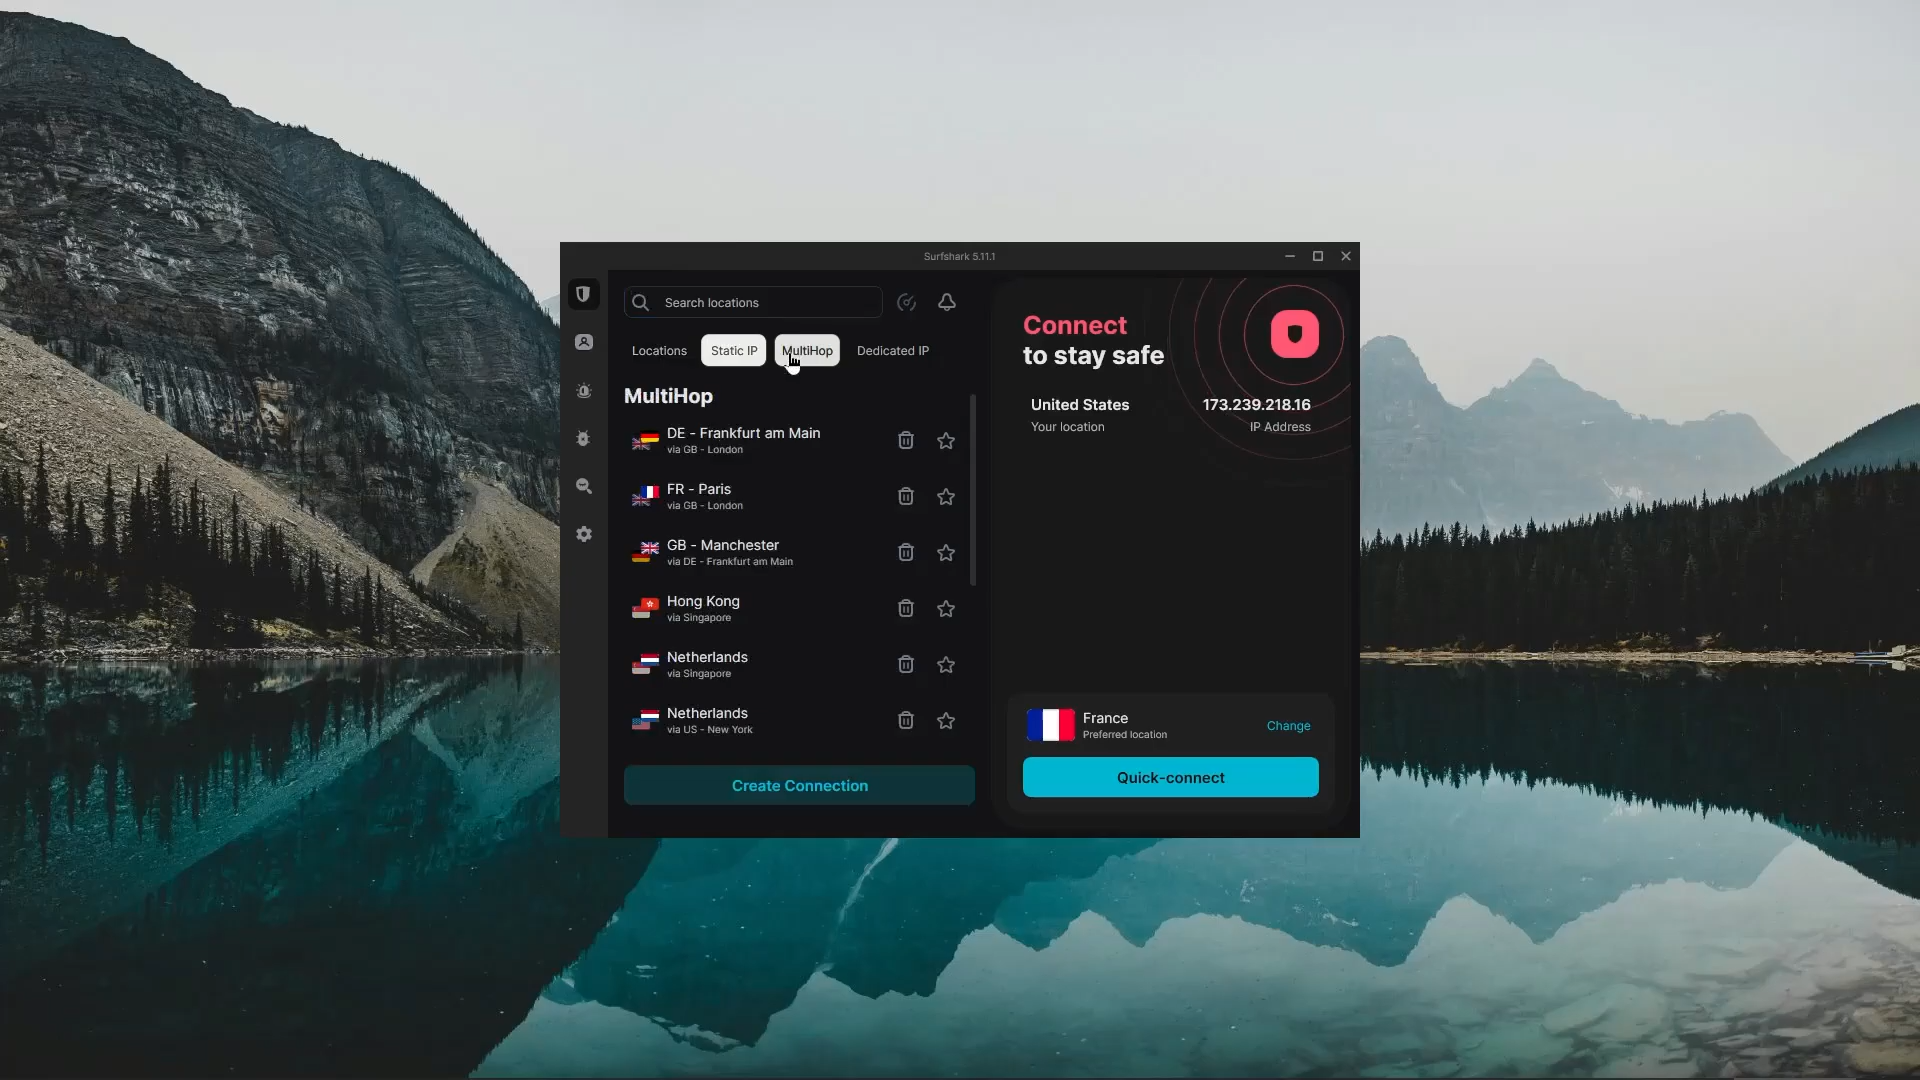 Surfshark 5.11.1
Search locations
Locations
Static IP
MultiHop
Dedicated IP
MultiHop
DE - Frankfurt am Main
via GB - London
FR - Paris
via GB - London
GB - Manchester
via DE - Frankfurt am Main
Hong Kong
via Singapore
Netherlands
via Singapore
Netherlands
via US - New York
Create Connection
Connect
to stay safe
United States
173.239.218.16
Your location
IP Address
France
Preferred location
Change
Quick-connect